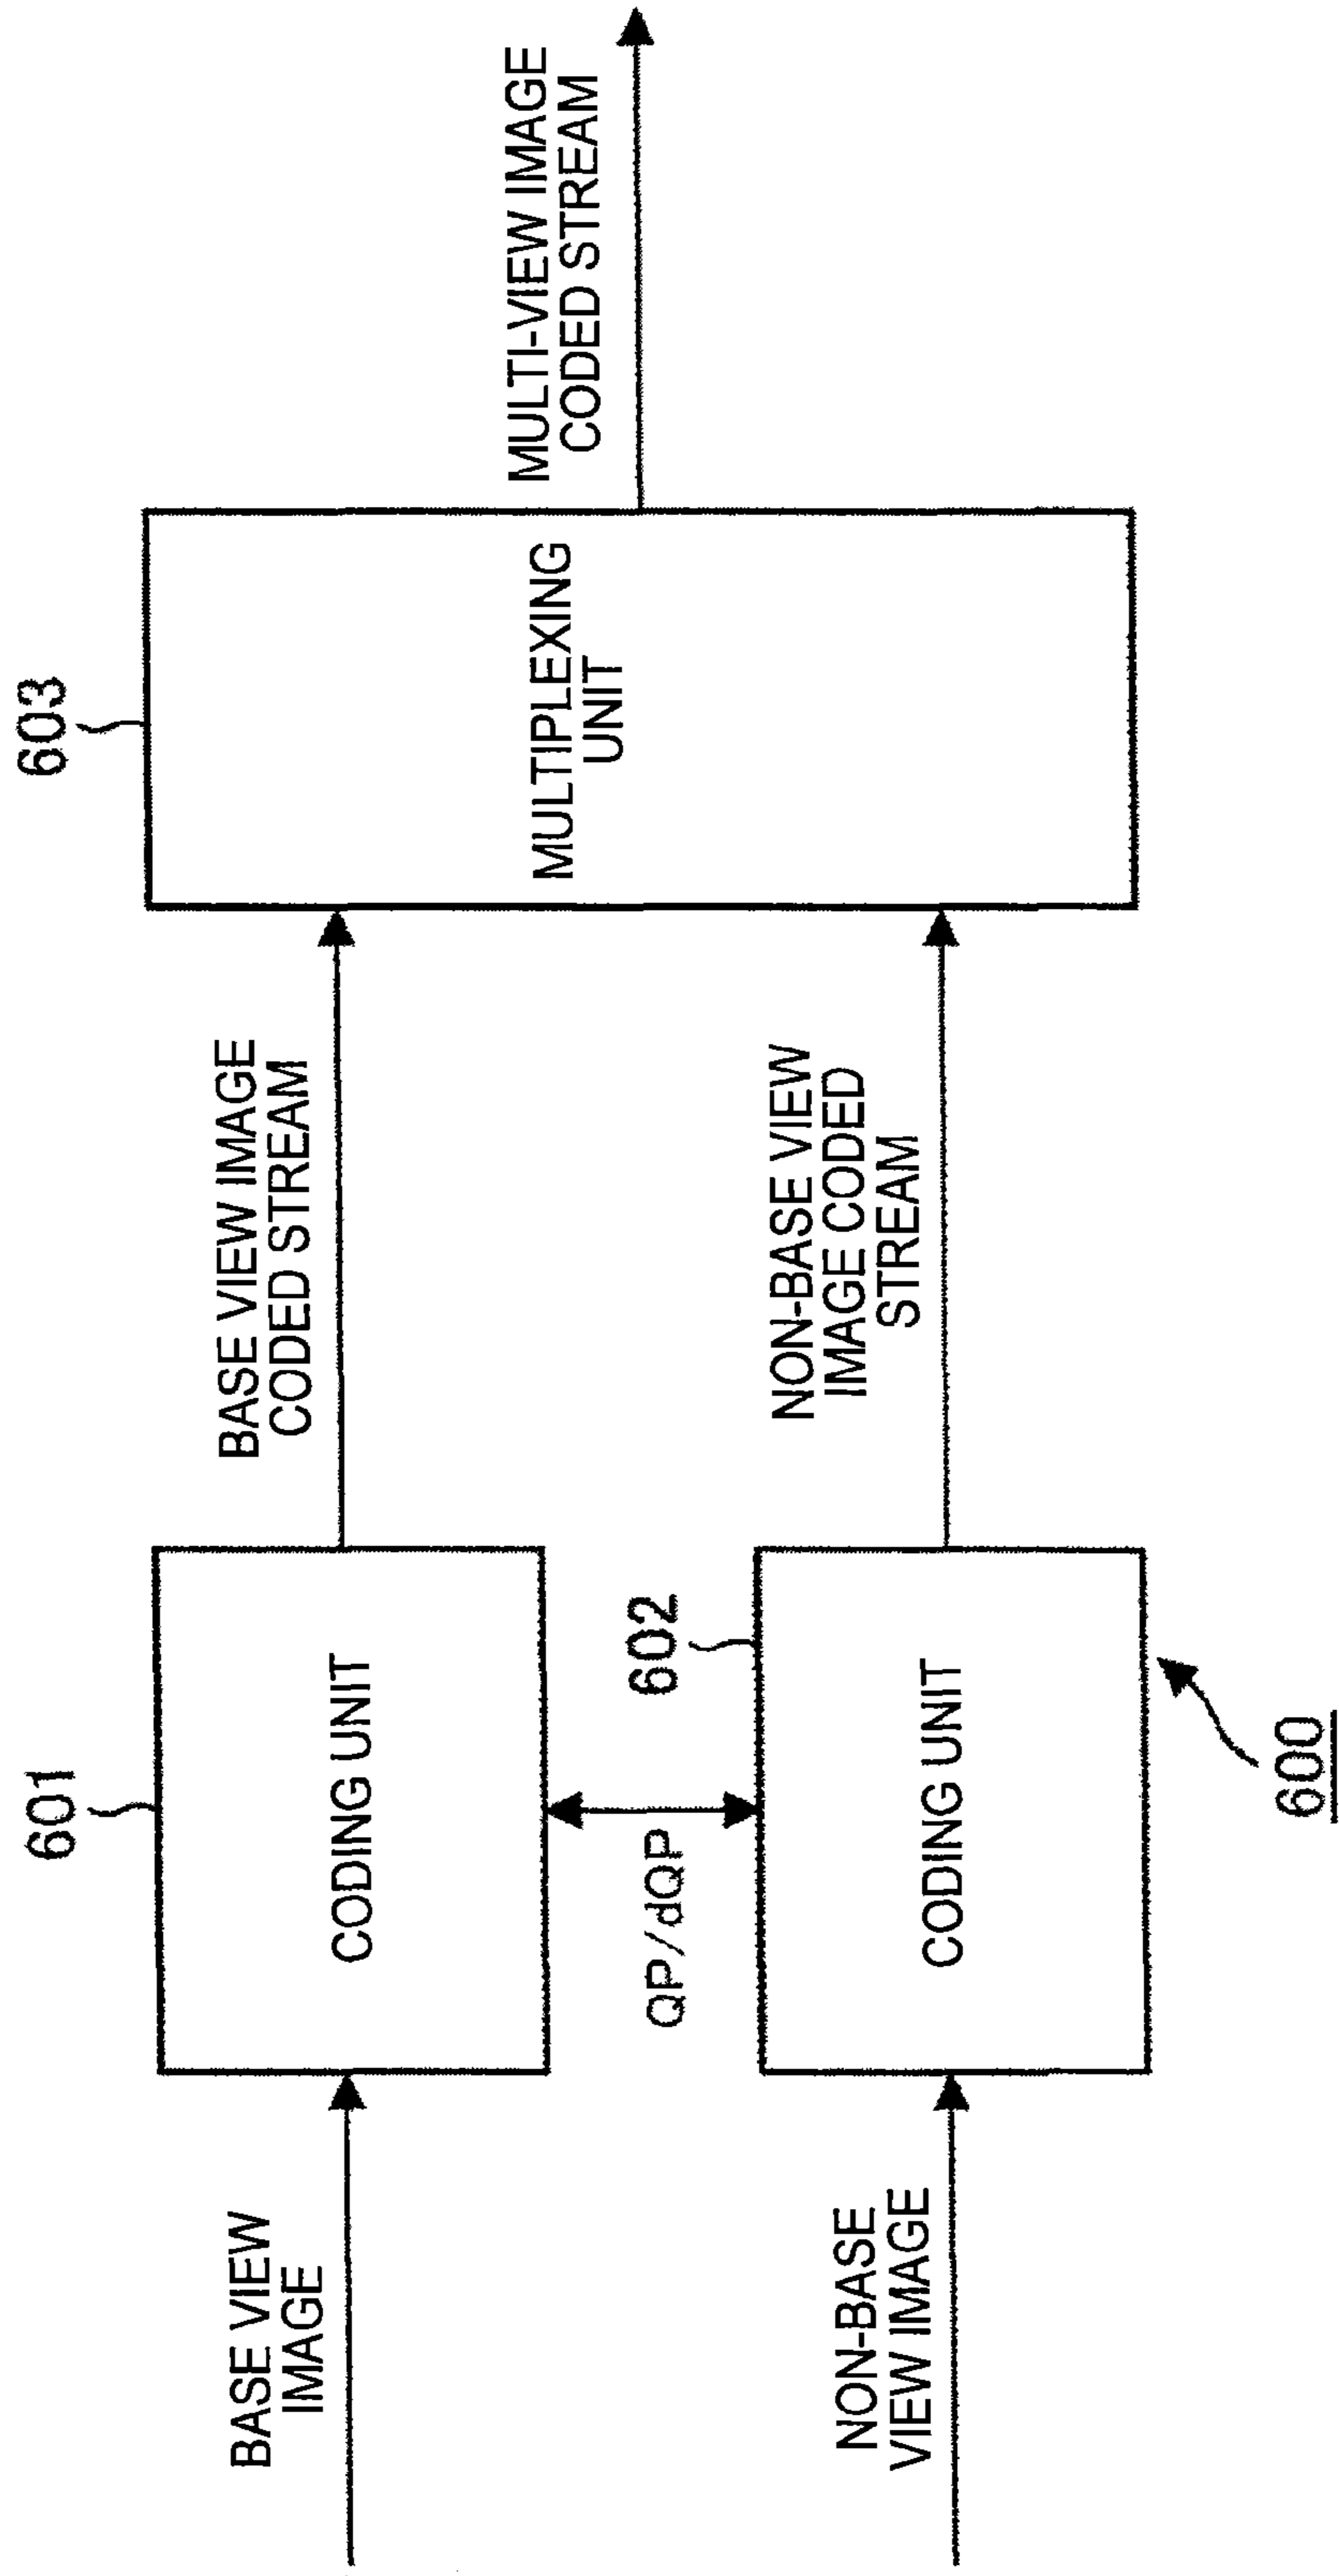 601
BASE VIEW
IMAGE
CODING UNIT
BASE VIEW IMAGE
CODED STREAM
603
MULTIPLEXING
UNIT
MULTI-VIEW IMAGE
CODED STREAM
QP/dQP
602
NON-BASE
VIEW IMAGE
CODING UNIT
NON-BASE VIEW
IMAGE CODED
STREAM
600